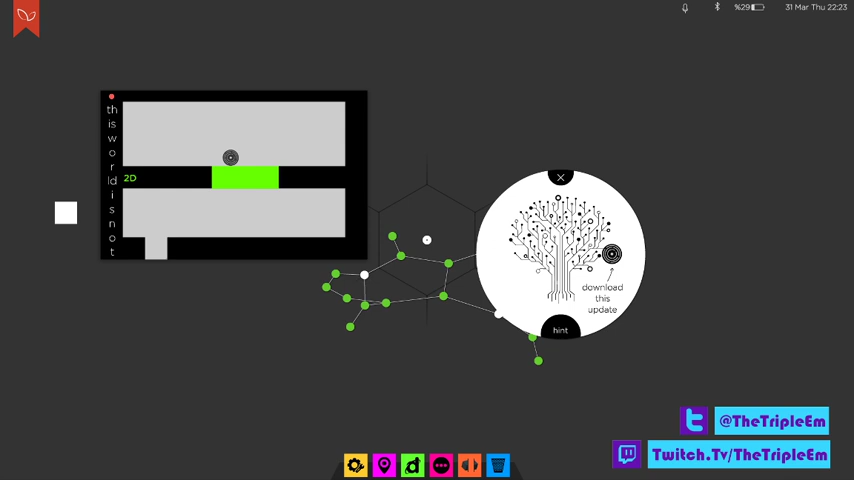 %29
31 Mar Thu 22:23
th
is
w
o
r
ld
i
s
n
o
t
2D
download
this
update
hint
@TheTripleEm
Twitch.Tv/TheTripleEm